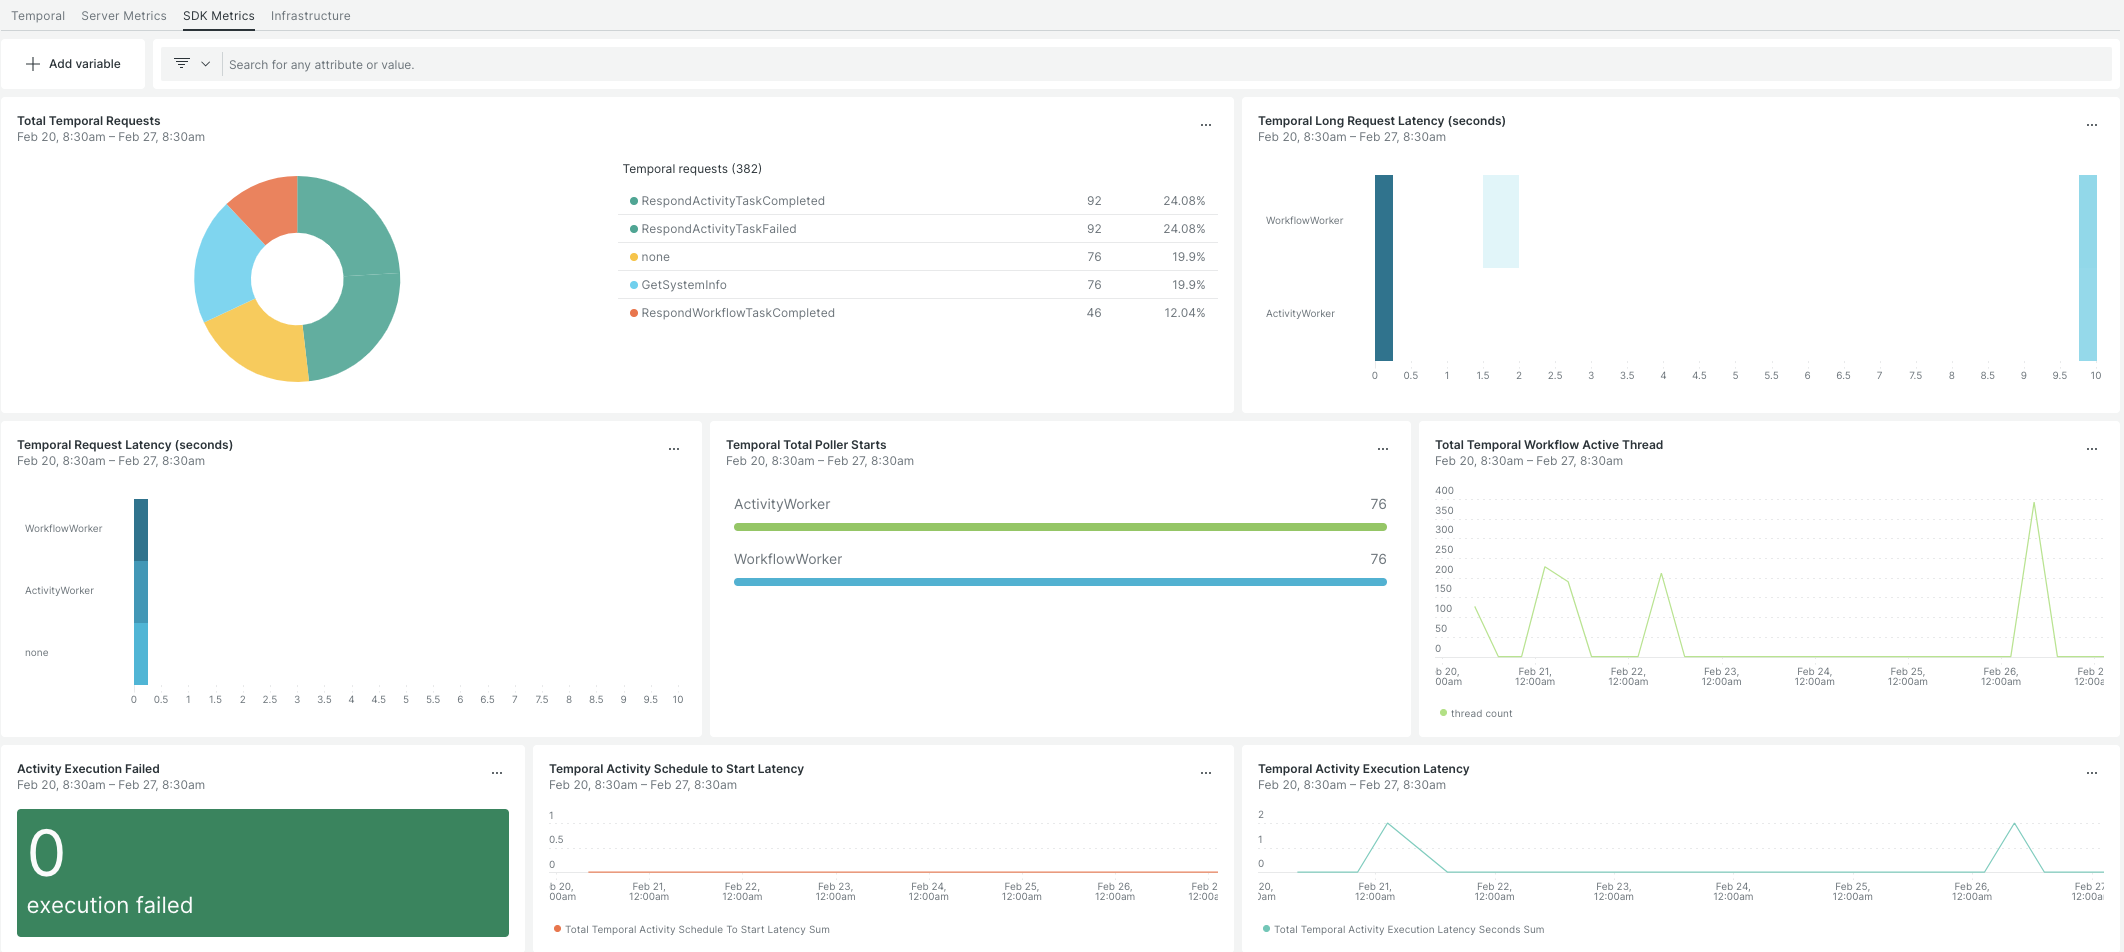 Temporal Server Metrics SDK Metrics Infrastructure
Add variable
Search for any attribute or value.
Total Temporal Requests
Feb 20, 8:30am – Feb 27, 8:30am
...
Temporal requests (382)
RespondActivityTaskCompleted 92 24.08%
RespondActivityTaskFailed 92 24.08%
none 76 19.9%
GetSystemInfo 76 19.9%
RespondWorkflowTaskCompleted 46 12.04%
Temporal Long Request Latency (seconds)
Feb 20, 8:30am – Feb 27, 8:30am
...
WorkflowWorker
ActivityWorker
0 0.5 1 1.5 2 2.5 3 3.5 4 4.5 5 5.5 6 6.5 7 7.5 8 8.5 9 9.5 10
Temporal Request Latency (seconds)
Feb 20, 8:30am – Feb 27, 8:30am
...
WorkflowWorker
ActivityWorker
none
0 0.5 1 1.5 2 2.5 3 3.5 4 4.5 5 5.5 6 6.5 7 7.5 8 8.5 9 9.5 10
Temporal Total Poller Starts
Feb 20, 8:30am – Feb 27, 8:30am
...
ActivityWorker 76
WorkflowWorker 76
Total Temporal Workflow Active Thread
Feb 20, 8:30am – Feb 27, 8:30am
...
400
350
300
250
200
150
100
50
0
b 20, Feb 21, Feb 22, Feb 23, Feb 24, Feb 25, Feb 26, Feb 2
00am 12:00am 12:00am 12:00am 12:00am 12:00am 12:00am 12:00a
thread count
Activity Execution Failed
Feb 20, 8:30am – Feb 27, 8:30am
...
0
execution failed
Temporal Activity Schedule to Start Latency
Feb 20, 8:30am – Feb 27, 8:30am
...
1
0.5
0
b 20, Feb 21, Feb 22, Feb 23, Feb 24, Feb 25, Feb 26, Feb 2
00am 12:00am 12:00am 12:00am 12:00am 12:00am 12:00am 12:00a
Total Temporal Activity Schedule To Start Latency Sum
Temporal Activity Execution Latency
Feb 20, 8:30am – Feb 27, 8:30am
...
2
1
0
20, Feb 21, Feb 22, Feb 23, Feb 24, Feb 25, Feb 26, Feb 27
0am 12:00am 12:00am 12:00am 12:00am 12:00am 12:00am 12:00a
Total Temporal Activity Execution Latency Seconds Sum